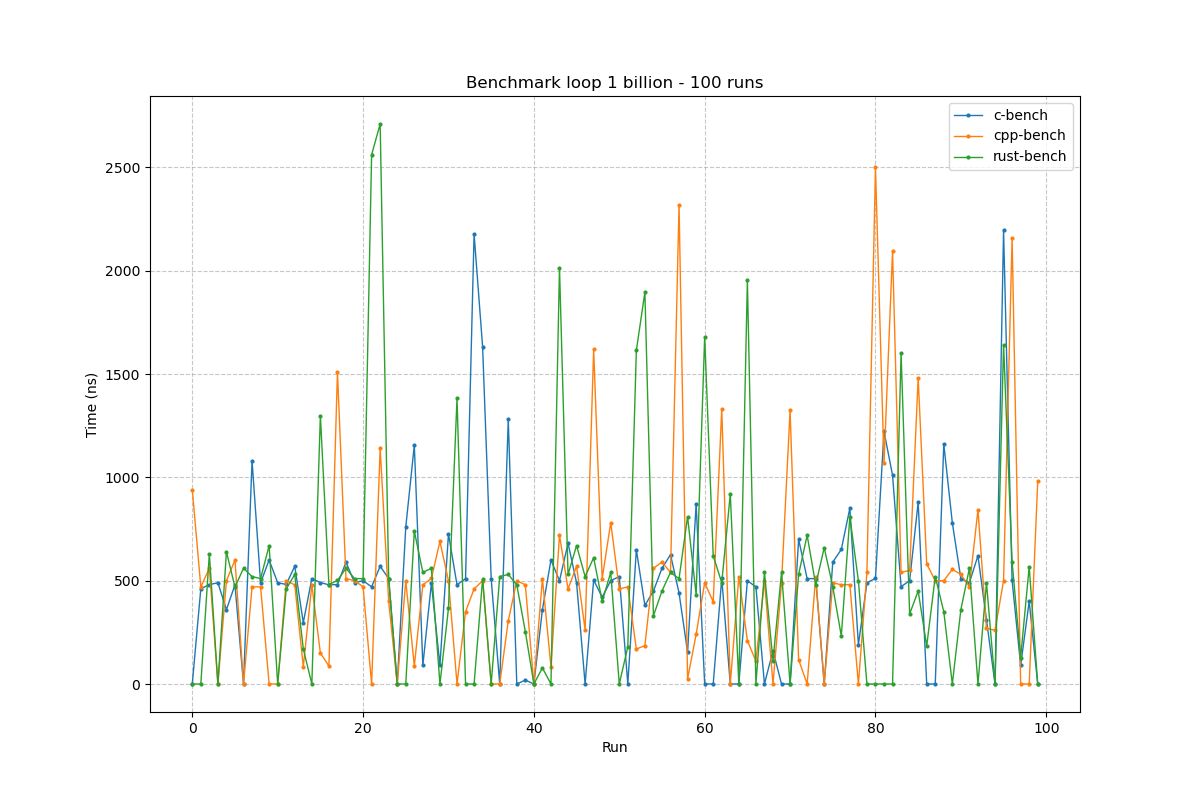 Benchmark loop 1 billion - 100 runs
c-bench
cpp-bench
rust-bench
2500
2000
1500
1000
500
0
Time (ns)
0 20 40 60 80 100
Run